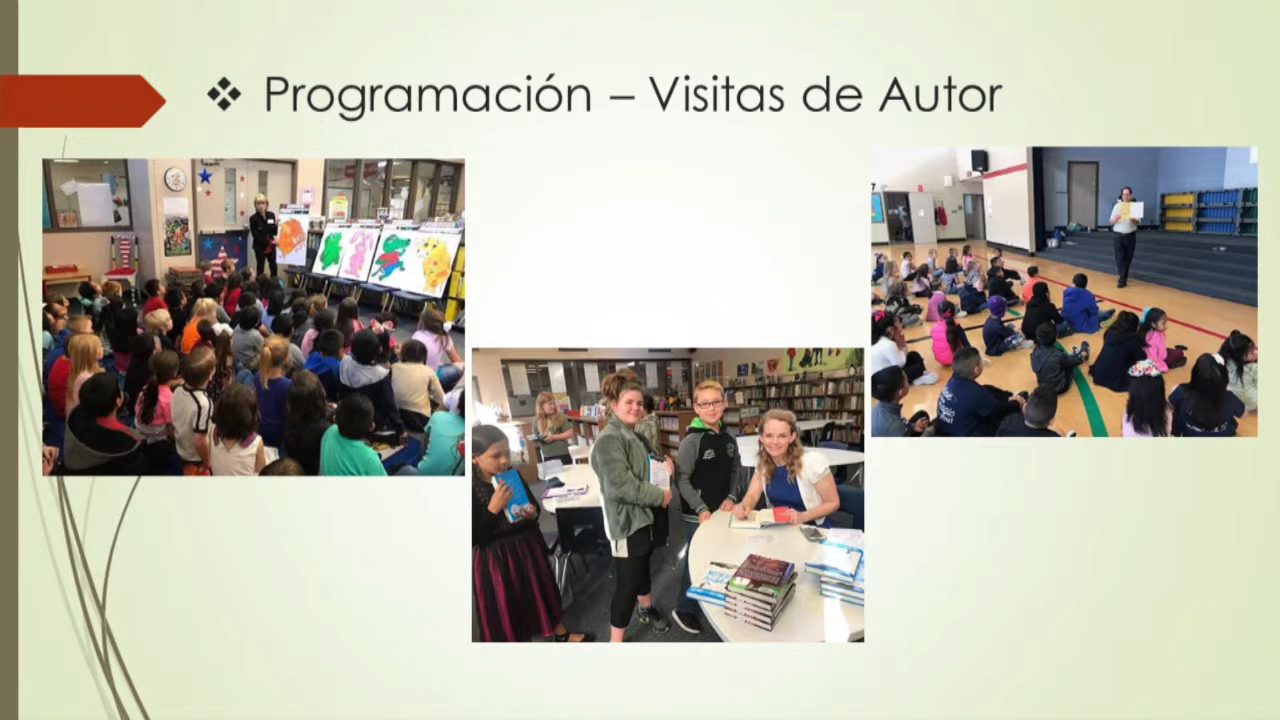 ❖ Programación – Visitas de Autor